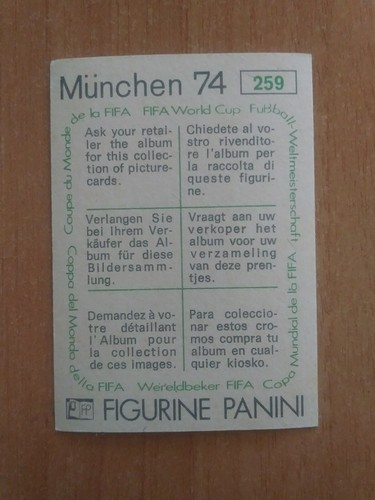 München 74
259
de la FIFA FIFA World Cup Fußball-Weltmeisterschaft
Coupe du Monde
Ask your retai-
ler the album
for this collec-
tion of picture-
cards.
Chiedete al vo-
stro rivendito-
re l'album per
la raccolta di
queste figuri-
ne.
Verlangen Sie
bei Ihrem Ver-
käufer das Al-
bum für diese
Bildersamm-
lung.
Vraagt aan uw
verkoper het
album voor uw
verzameling
van deze pren-
tjes.
Demandez à vo-
tre détaillant
l'Album pour
la collection
de ces images.
Para coleccio-
nar estos cro-
mos compra tu
album en cual-
quier kiosko.
Coppa del Mondo
della FIFA Wereldbeker FIFA Copa
Mundial de la FIFA
FP
FIGURINE PANINI